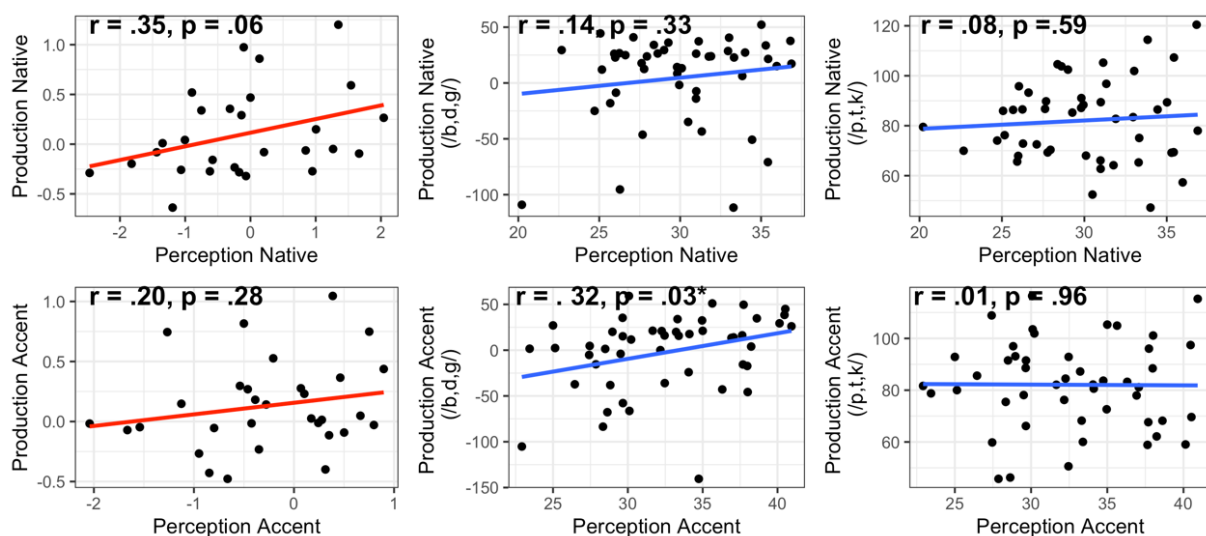 r = .35, p = .06
Production Native
1.0
0.5
0.0
-0.5
-2 -1 0 1 2
Perception Native
r = .14, p = .33
Production Native
(/b,d,g/)
50
25
0
50
-100
20 25 30 35
Perception Native
r = .08, p =.59
Production Native
(/p,t,k/)
120
100
80
60
20 25 30 35
Perception Native
r = .20, p = .28
Production Accent
1.0
0.5
0.0
-0.5
-2 -1 0 1
Perception Accent
r = . 32, p = .03*
Production Accent
(/b,d,g/)
50
25
0
-50
-100
-150
25 30 35 40
Perception Accent
r = .01, p = .96
Production Accent
(/p,t,k/)
100
80
60
25 30 35 40
Perception Accent